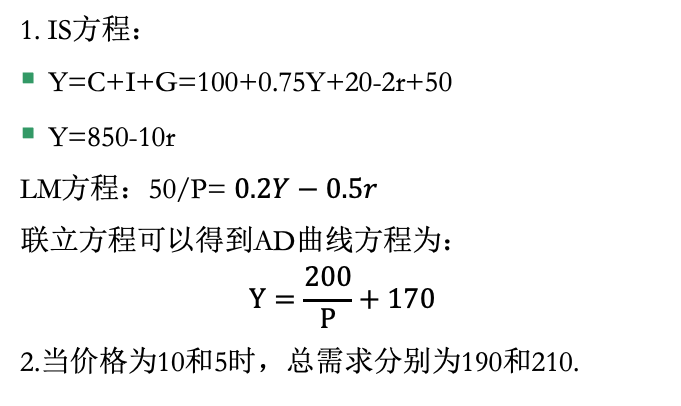 1. IS方程：
▪ Y=C+I+G=100+0.75Y+20-2r+50
▪ Y=850-10r
LM方程：50/P= 0.2Y − 0.5r
联立方程可以得到AD曲线方程为：
Y = 200/P + 170
2.当价格为10和5时，总需求分别为190和210.